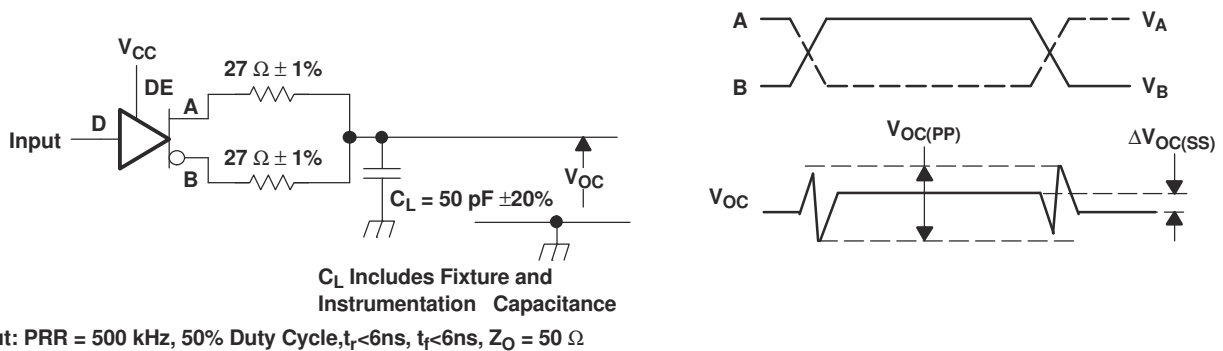 V_CC
DE
27 Ω ± 1%
A
Input
D
27 Ω ± 1%
B
C_L = 50 pF ±20%
V_OC
C_L Includes Fixture and
Instrumentation Capacitance
ut: PRR = 500 kHz, 50% Duty Cycle,t_r<6ns, t_f<6ns, Z_O = 50 Ω
A
V_A
B
V_B
V_OC(PP)
ΔV_OC(SS)
V_OC